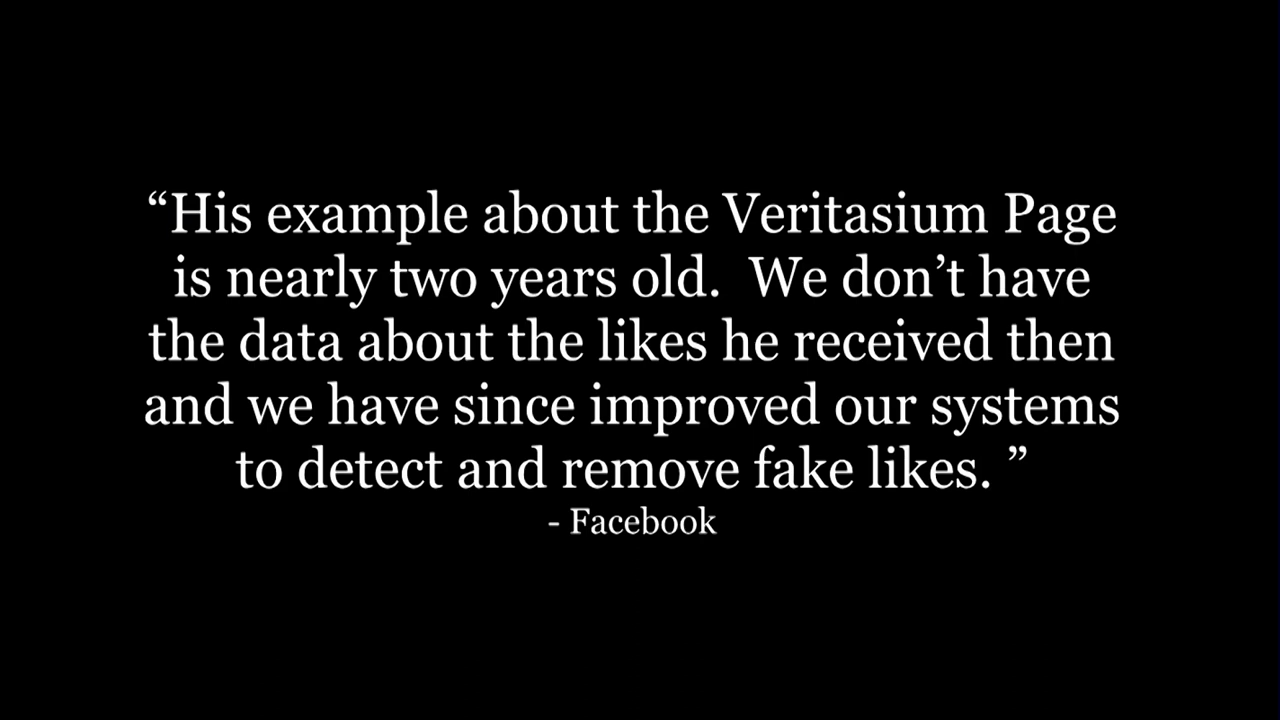 “His example about the Veritasium Page
is nearly two years old.  We don’t have
the data about the likes he received then
and we have since improved our systems
to detect and remove fake likes. ”
- Facebook